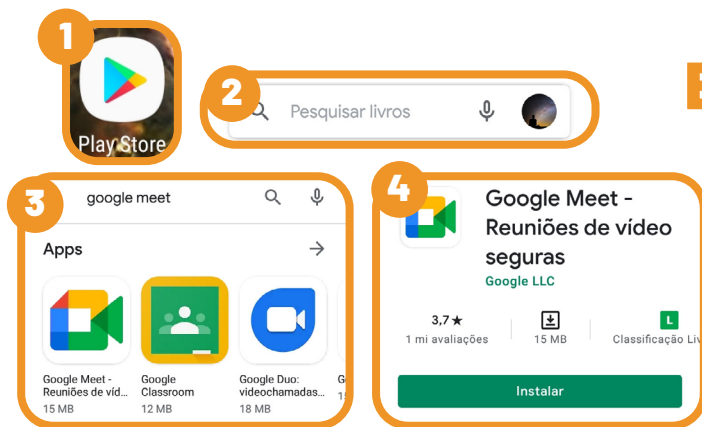 1
Play Store
2
Pesquisar livros
3
google meet
Apps
Google Meet -
Reuniões de víd...
15 MB
Google
Classroom
12 MB
Google Duo:
videochamadas...
18 MB
4
Google Meet -
Reuniões de vídeo
seguras
Google LLC
3,7★
1 mi avaliações
15 MB
L
Classificação Liv
Instalar